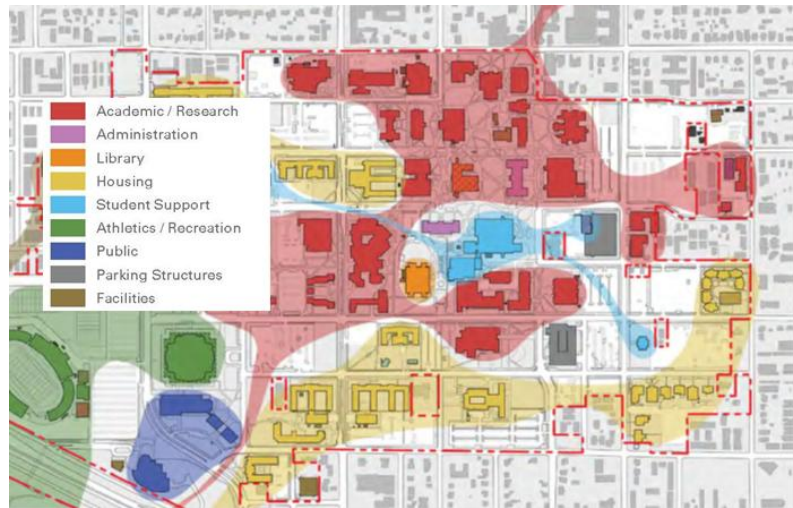 Academic / Research
Administration
Library
Housing
Student Support
Athletics / Recreation
Public
Parking Structures
Facilities